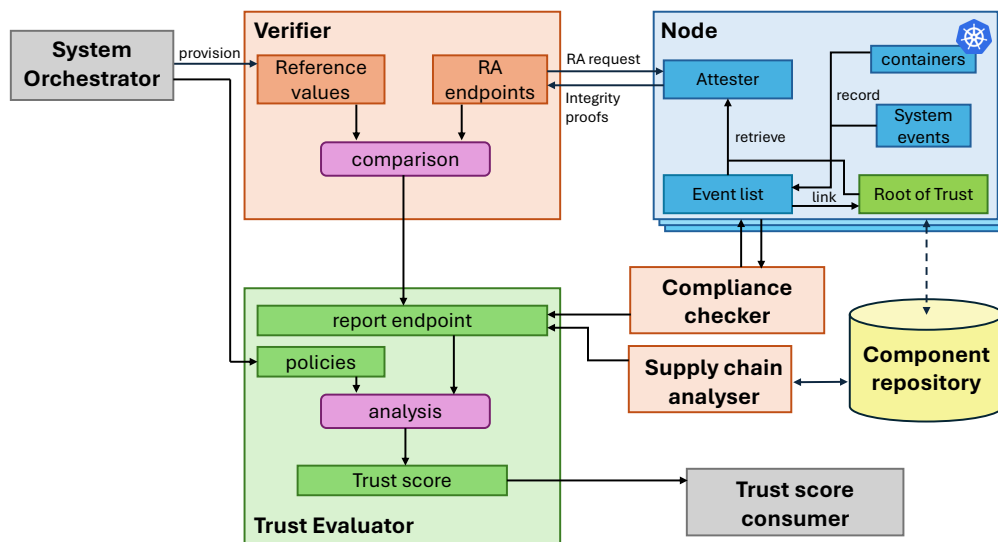 System
Orchestrator
provision
Verifier
Reference
values
RA
endpoints
comparison
RA request
Integrity
proofs
Node
containers
Attester
record
System
events
retrieve
Event list
link
Root of Trust
Compliance
checker
report endpoint
policies
Supply chain
analyser
Component
repository
analysis
Trust score
Trust score
consumer
Trust Evaluator